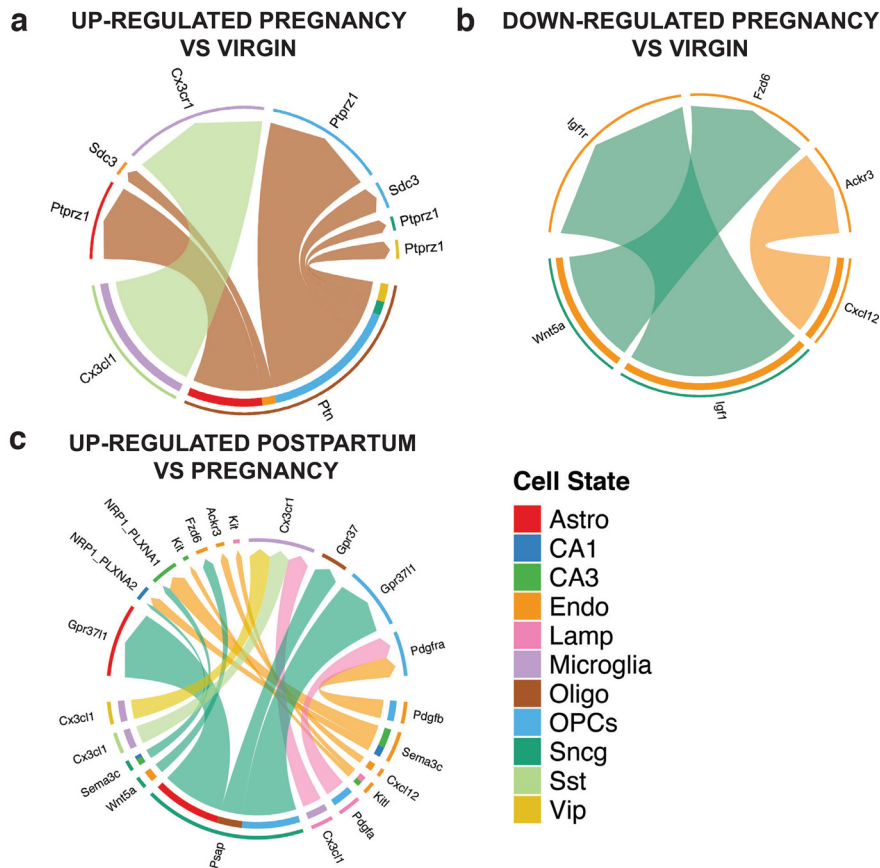 a
UP-REGULATED PREGNANCY
VS VIRGIN
Cx3cr1
Ptprz1
Sdc3
Sdc3
Ptprz1
Ptprz1
Ptprz1
Cx3cl1
Ptn
b
DOWN-REGULATED PREGNANCY
VS VIRGIN
Fzd6
Igf1r
Ackr3
Wnt5a
Cxcl12
Igf1
c
UP-REGULATED POSTPARTUM
VS PREGNANCY
NRP1_PLXNA2
NRP1_PLXNA1
Kit
Fzd6
Ackr3
Kit
Cx3cr1
Gpr37
Gpr37l1
Gpr37l1
Pdgfra
Cx3cl1
Cx3cl1
Sema3c
Wnt5a
Psap
Cx3cl1
Pdgfa
Kitl
Cxcl12
Sema3c
Pdgfb
Cell State
Astro
CA1
CA3
Endo
Lamp
Microglia
Oligo
OPCs
Sncg
Sst
Vip